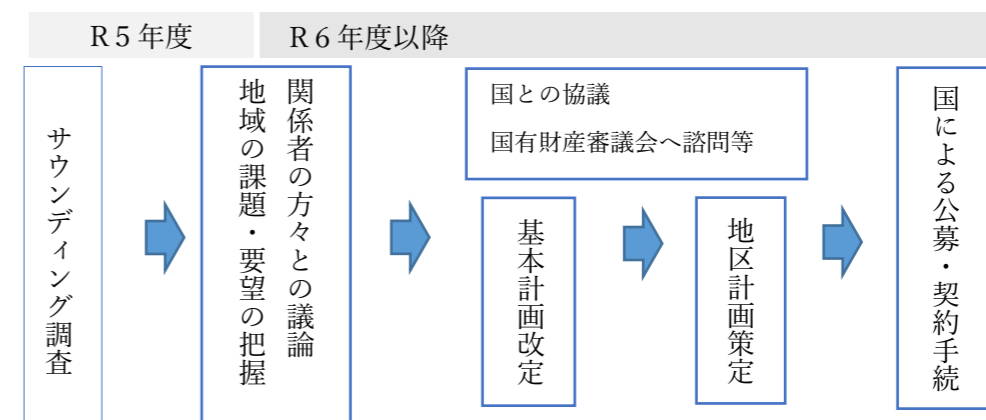 R5年度
R6年度以降
サウンディング調査
関係者の方々との議論
地域の課題・要望の把握
国との協議
国有財産審議会へ諮問等
基本計画改定
地区計画策定
国による公募・契約手続